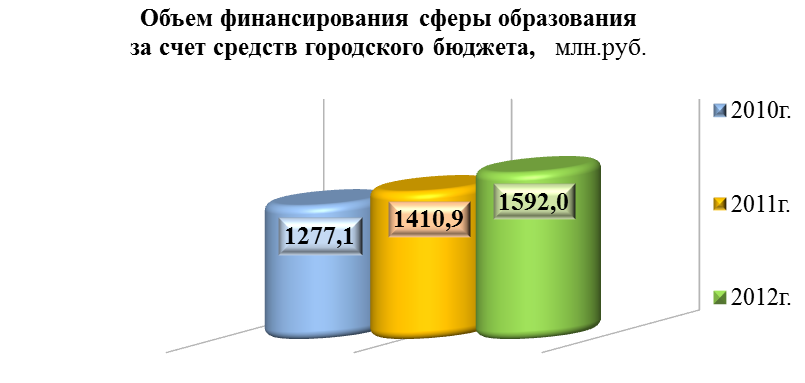 Объем финансирования сферы образования
за счет средств городского бюджета, млн.руб.
2010г.
1592,0
1410,9
2011г.
1277,1
2012г.